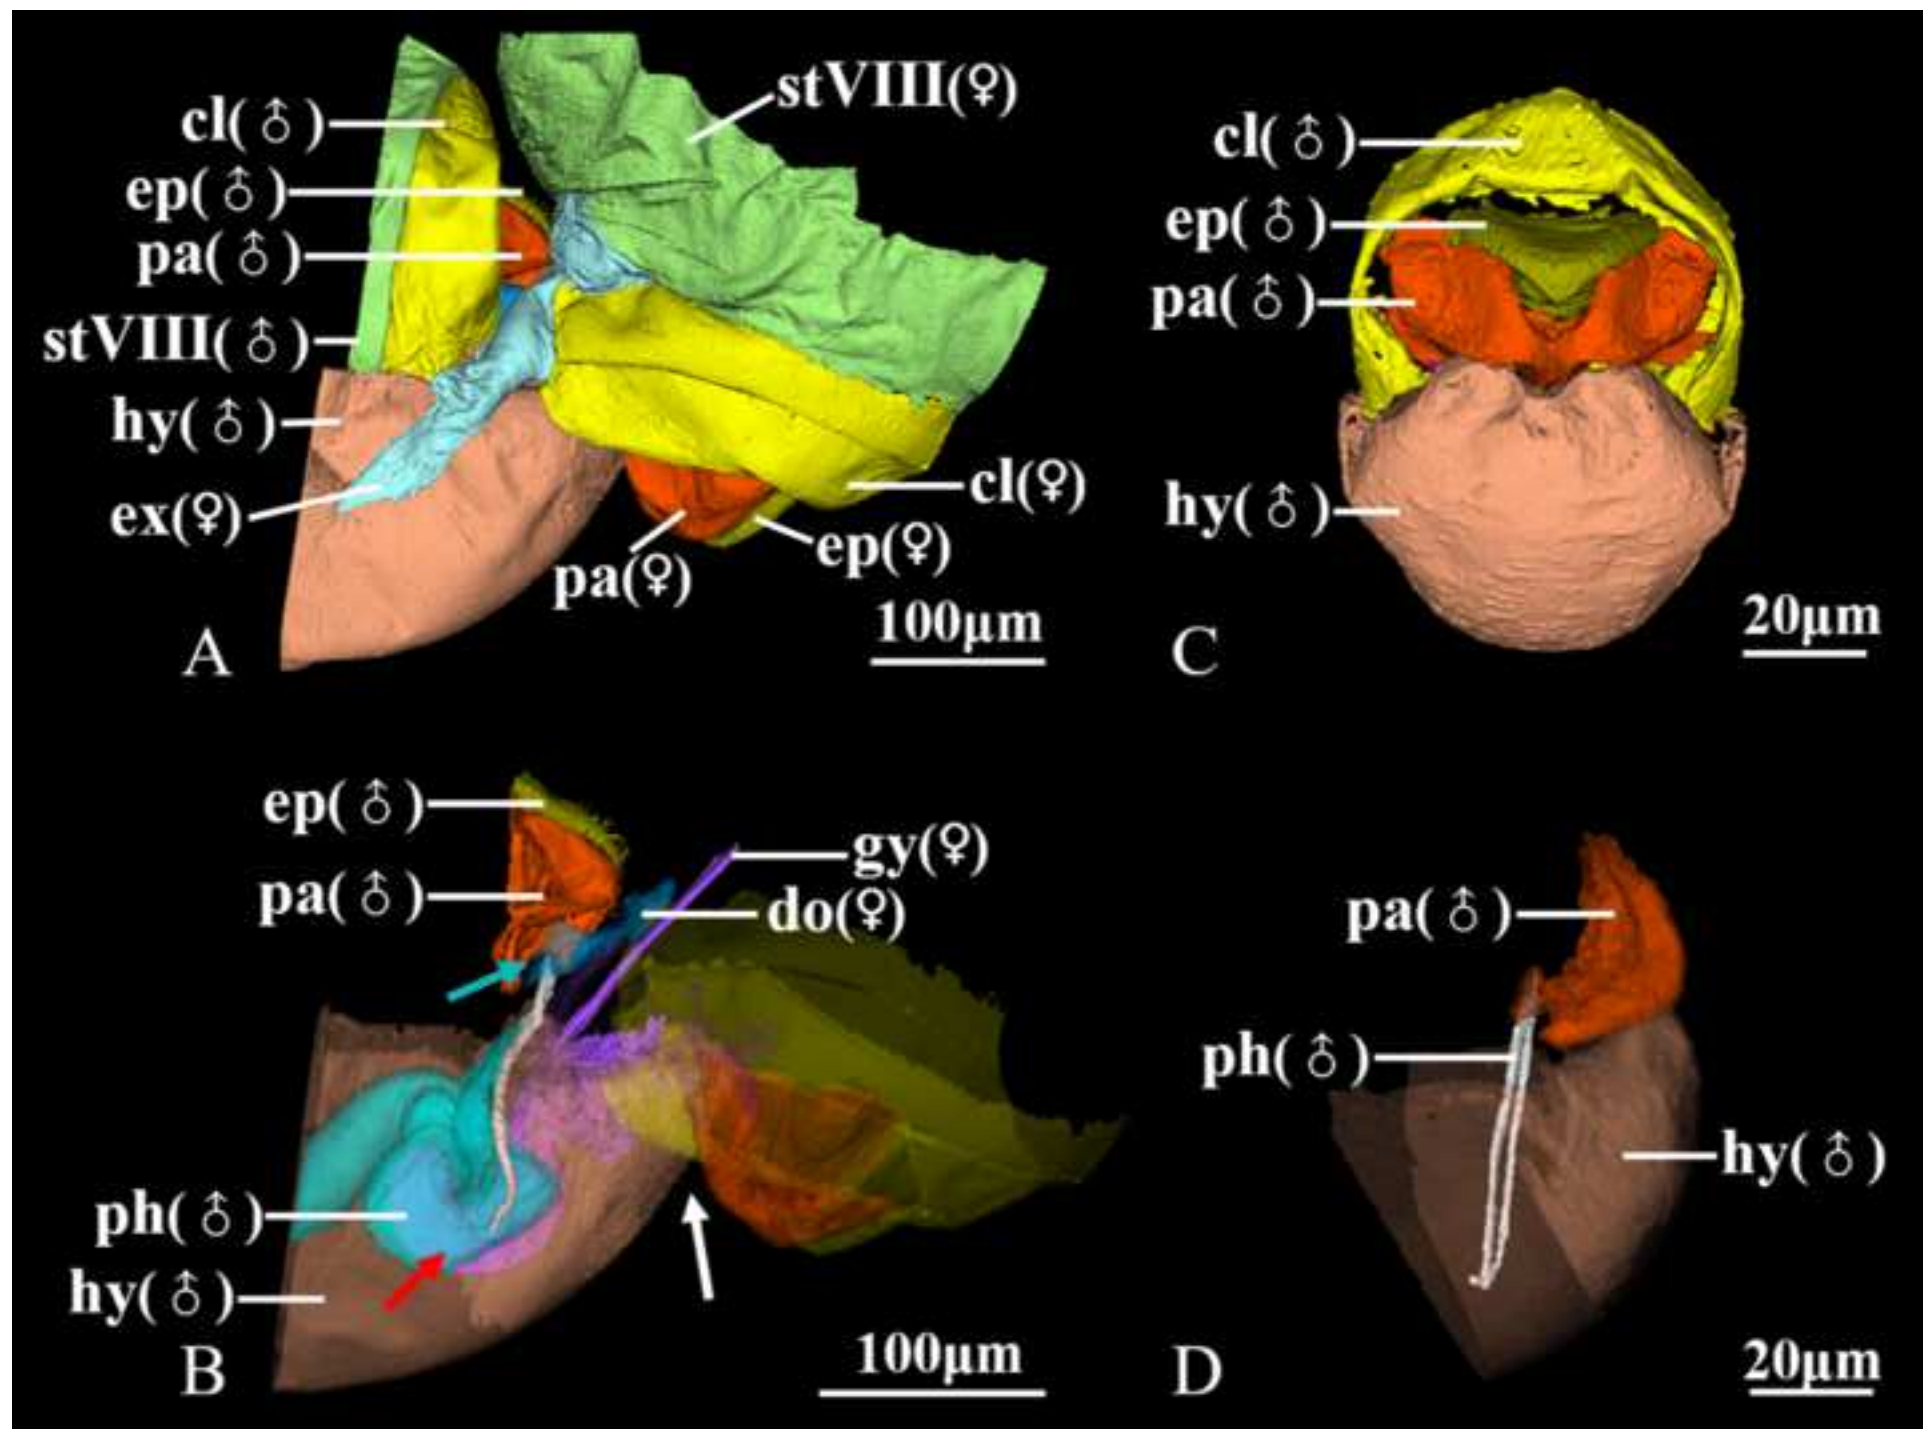 cl(♂)
ep(♂)
pa(♂)
stVIII(♂)
hy(♂)
ex(♀)
stVIII(♀)
cl(♀)
ep(♀)
pa(♀)
100μm
A
cl(♂)
ep(♂)
pa(♂)
hy(♂)
20μm
C
ep(♂)
pa(♂)
gy(♀)
do(♀)
ph(♂)
hy(♂)
100μm
B
pa(♂)
ph(♂)
hy(♂)
20μm
D